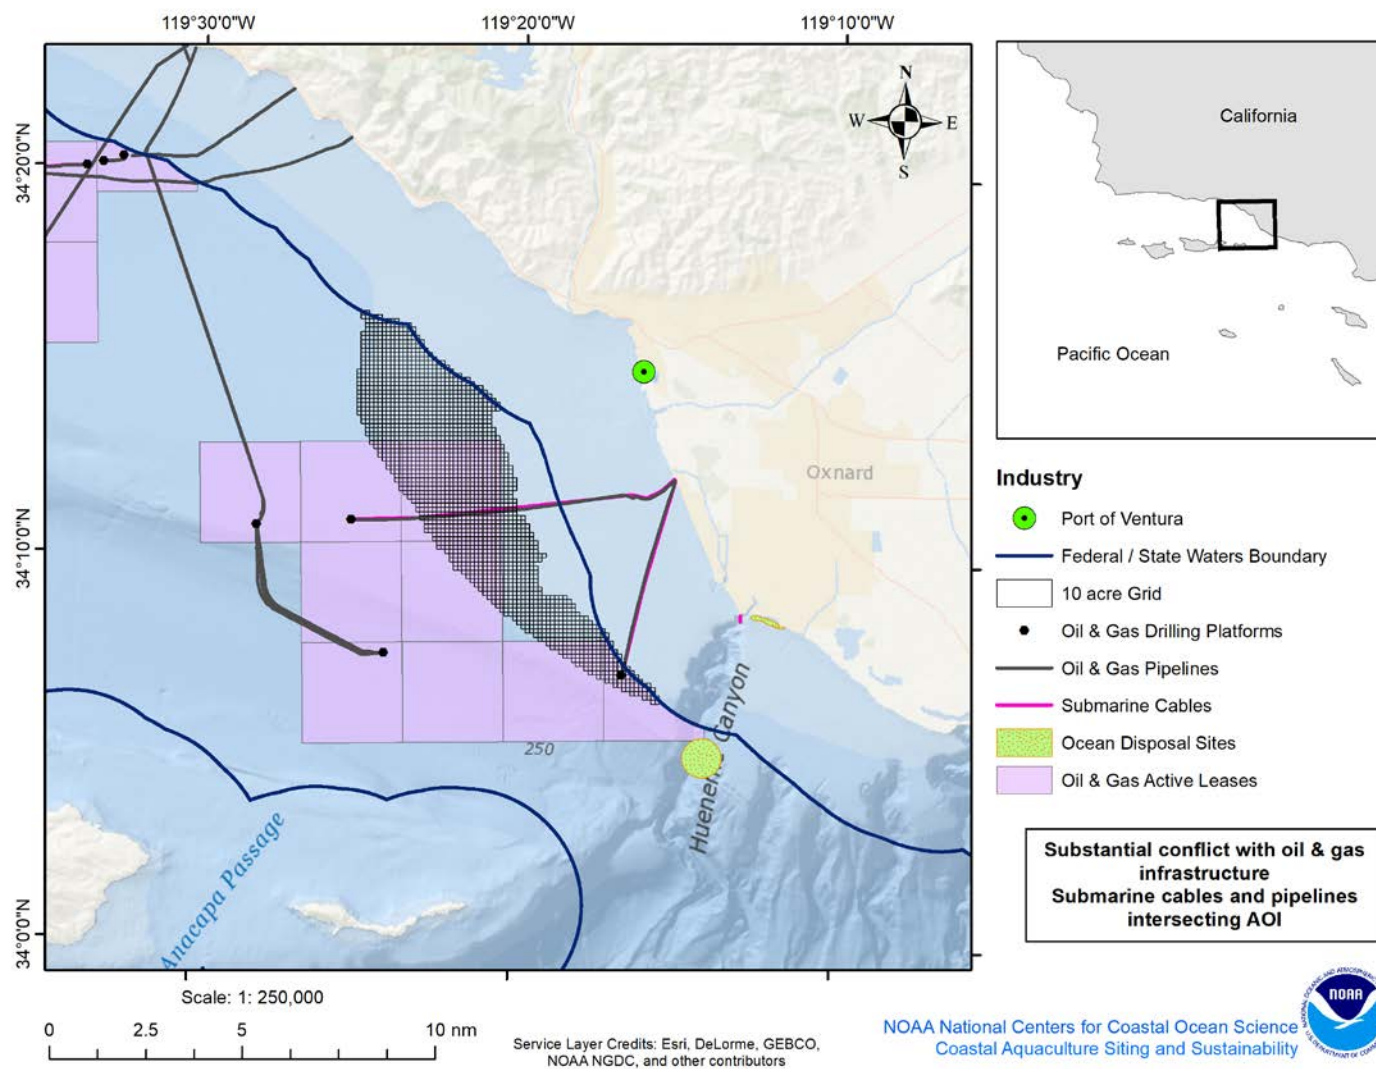 119°30'0"W
119°20'0"W
119°10'0"W
34°20'0"N
34°10'0"N
34°0'0"N
N
W
E
S
Oxnard
250
Hueneme Canyon
Anacapa Passage
California
Pacific Ocean
Industry
Port of Ventura
Federal / State Waters Boundary
10 acre Grid
Oil & Gas Drilling Platforms
Oil & Gas Pipelines
Submarine Cables
Ocean Disposal Sites
Oil & Gas Active Leases
Substantial conflict with oil & gas
infrastructure
Submarine cables and pipelines
intersecting AOI
Scale: 1: 250,000
0 2.5 5 10 nm
Service Layer Credits: Esri, DeLorme, GEBCO,
NOAA NGDC, and other contributors
NOAA National Centers for Coastal Ocean Science
Coastal Aquaculture Siting and Sustainability
NOAA